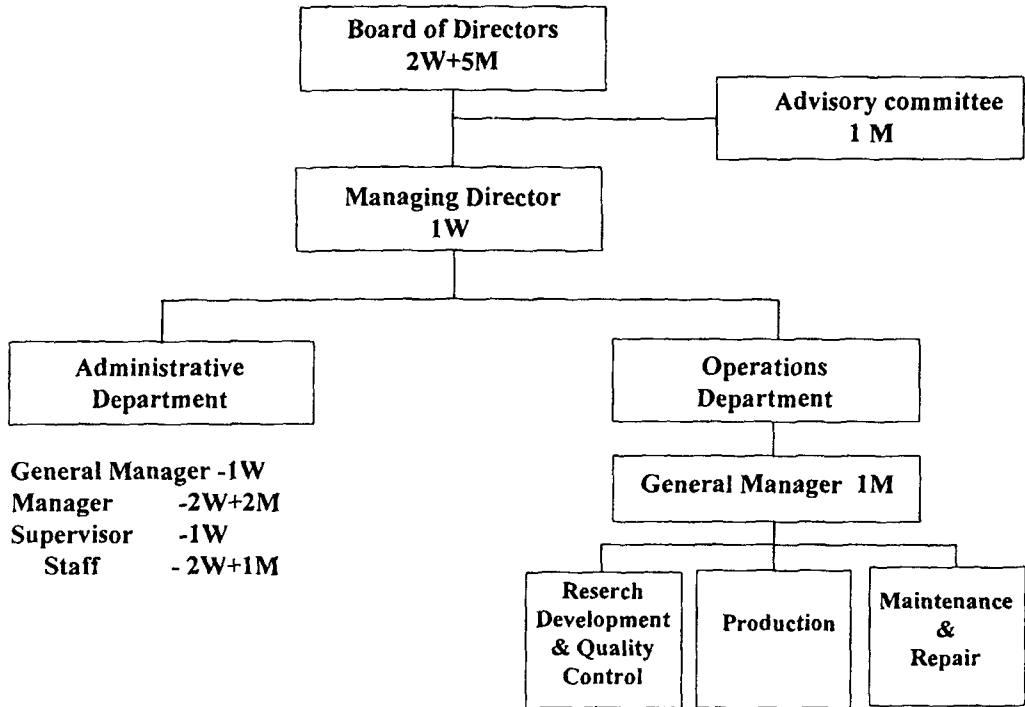 Board of Directors
2W+5M
Advisory committee
1 M
Managing Director
1W
Administrative
Department
Operations
Department
General Manager -1W
Manager -2W+2M
Supervisor -1W
Staff - 2W+1M
General Manager 1M
Reserch
Development
& Quality
Control
Production
Maintenance
&
Repair